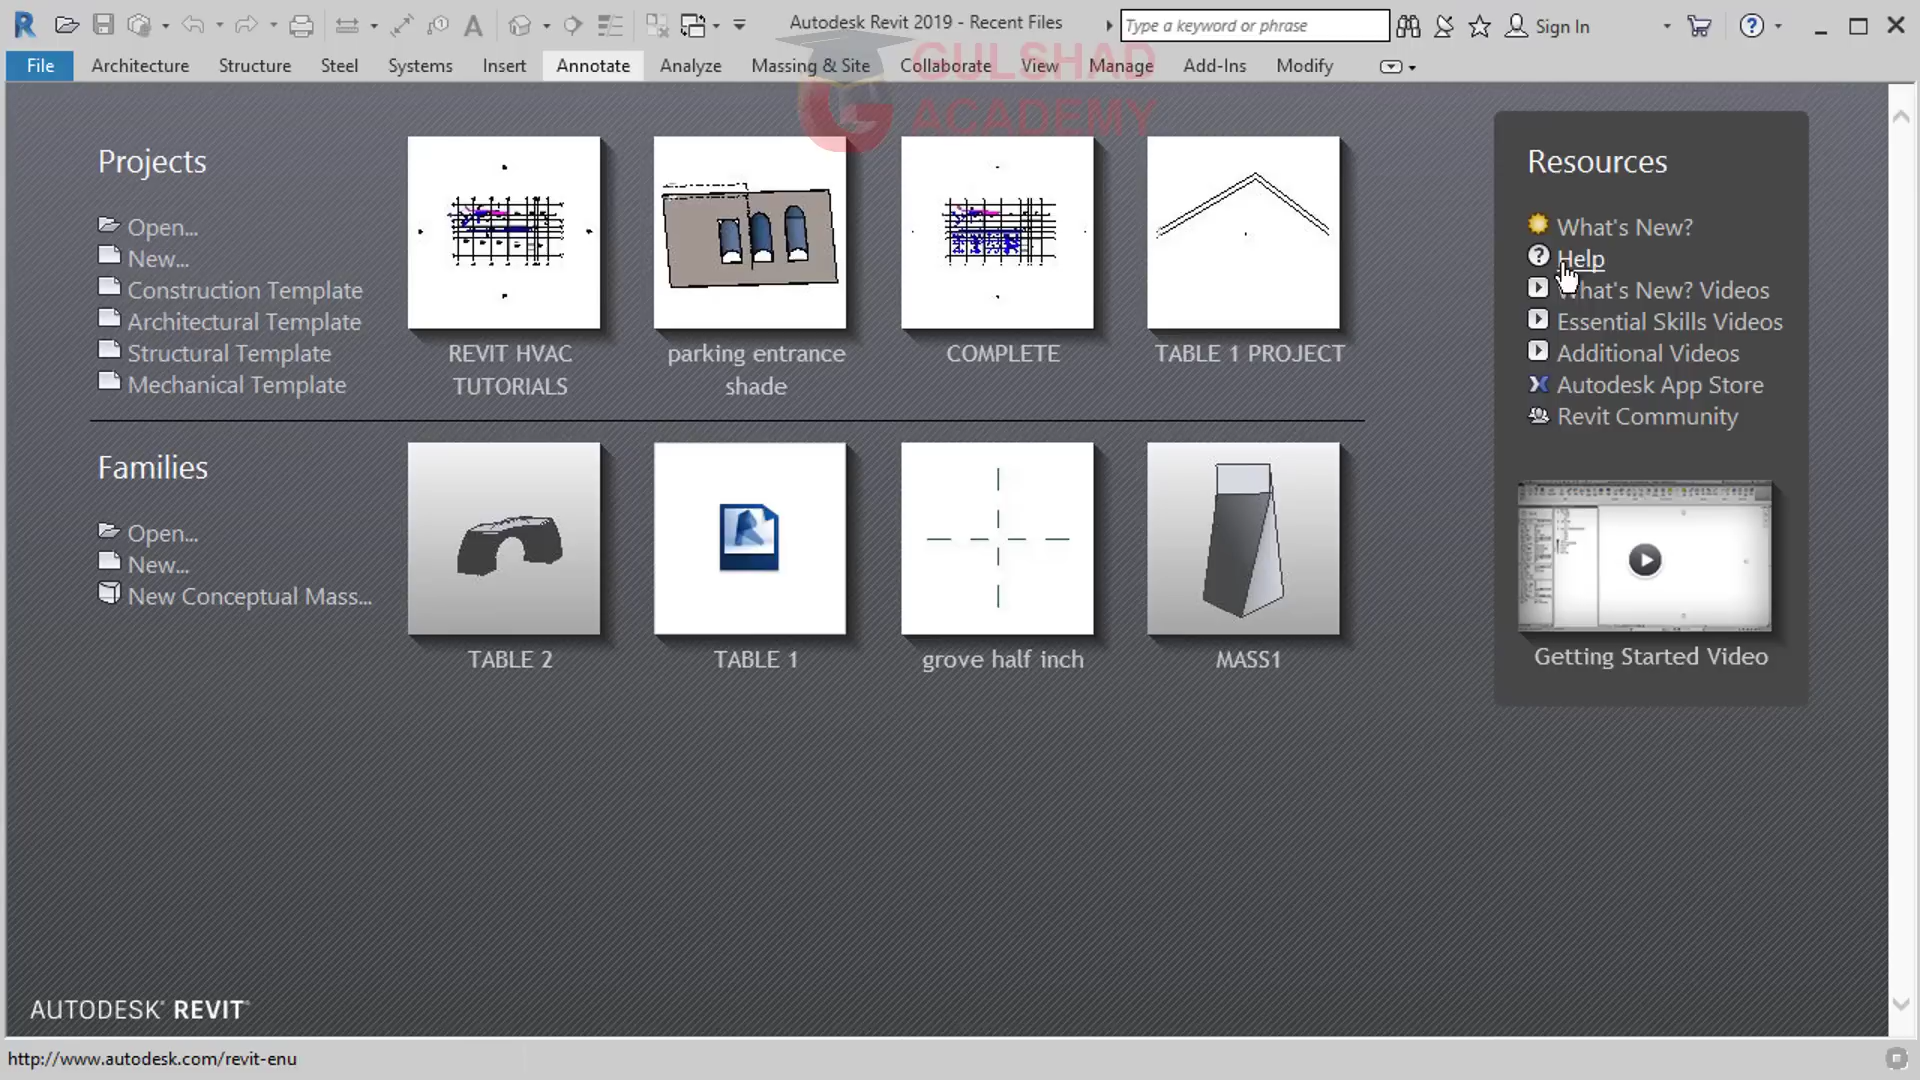 Autodesk Revit 2019 - Recent Files
Type a keyword or phrase
Sign In
File Architecture Structure Steel Systems Insert Annotate Analyze Massing & Site Collaborate View Manage Add-Ins Modify
GULSHAD
ACADEMY
Projects
Open...
New...
Construction Template
Architectural Template
Structural Template
Mechanical Template
REVIT HVAC
TUTORIALS
parking entrance
shade
COMPLETE
TABLE 1 PROJECT
Families
Open...
New...
New Conceptual Mass...
TABLE 2
TABLE 1
grove half inch
MASS1
Resources
What's New?
Help
What's New? Videos
Essential Skills Videos
Additional Videos
Autodesk App Store
Revit Community
Getting Started Video
AUTODESK® REVIT®
http://www.autodesk.com/revit-enu